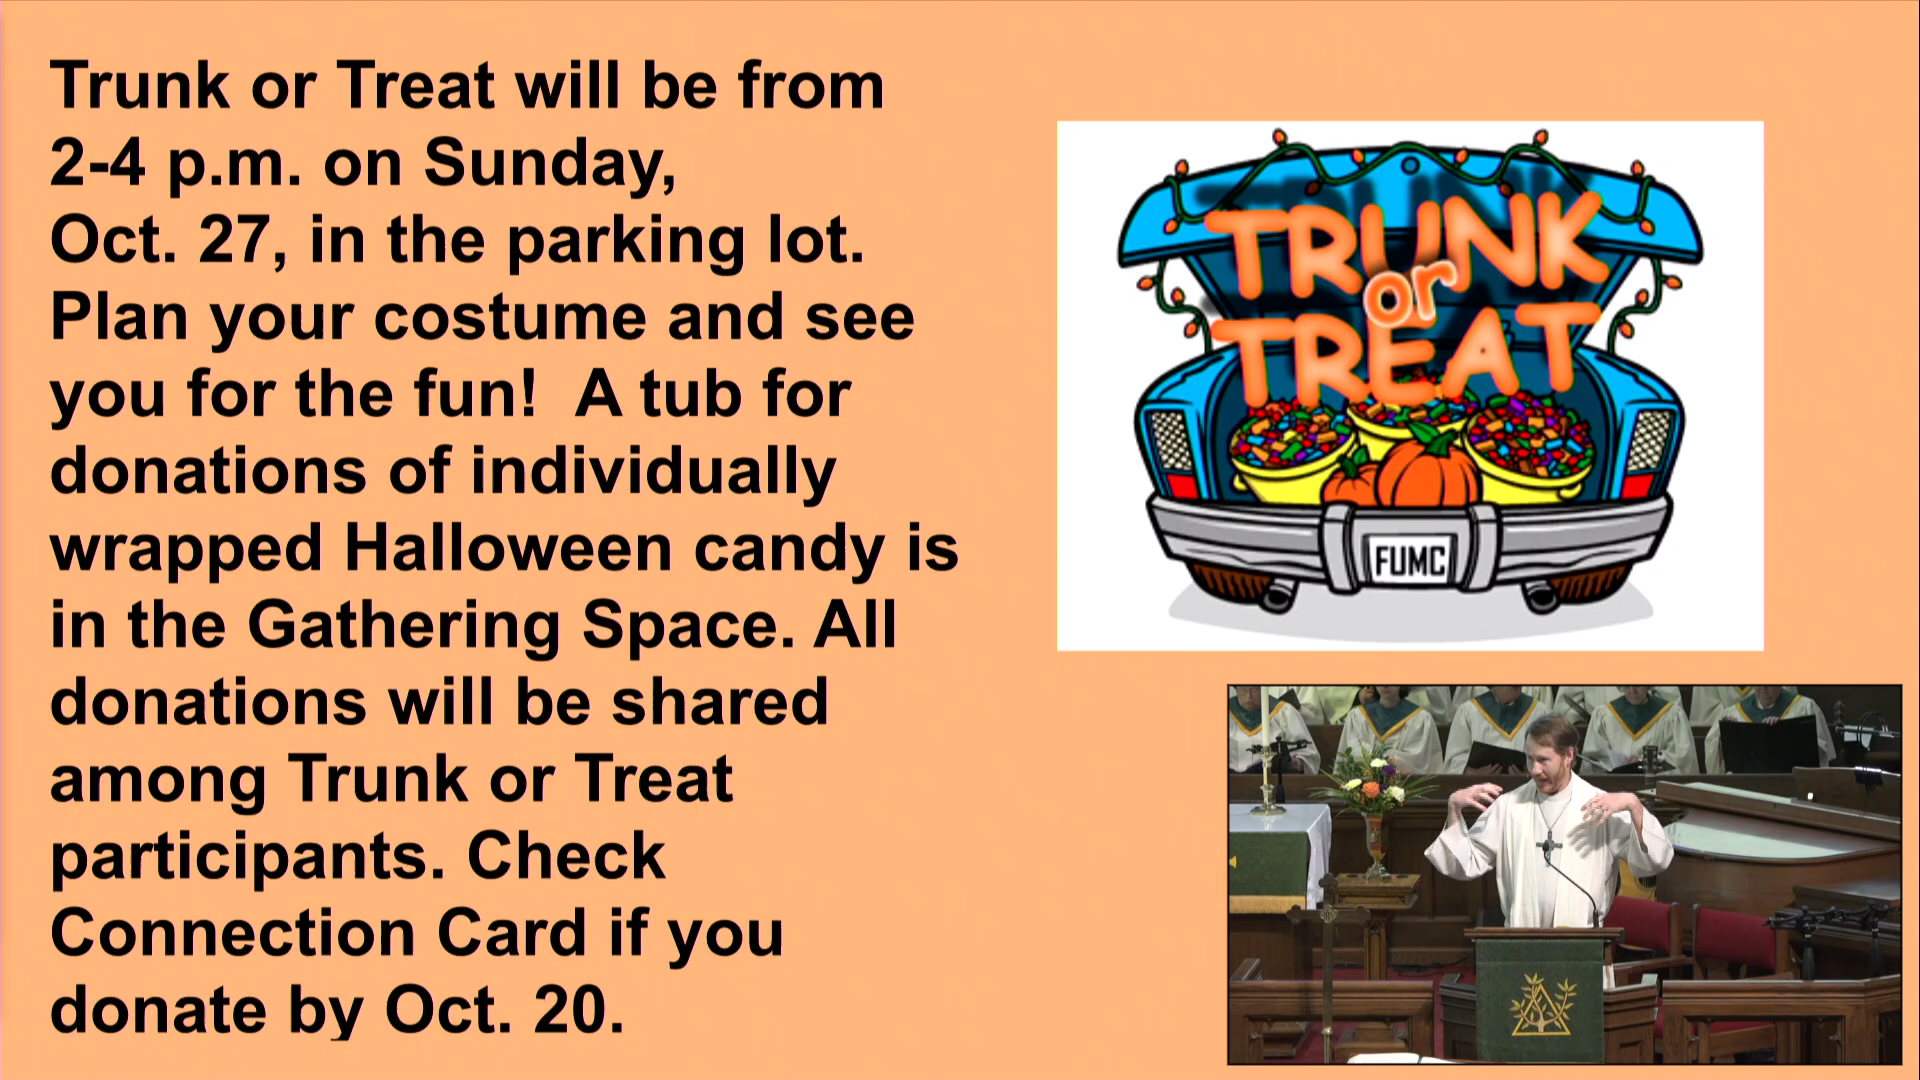 Trunk or Treat will be from
2-4 p.m. on Sunday,
Oct. 27, in the parking lot.
Plan your costume and see
you for the fun!  A tub for
donations of individually
wrapped Halloween candy is
in the Gathering Space. All
donations will be shared
among Trunk or Treat
participants. Check
Connection Card if you
donate by Oct. 20.
TRUNK
or
TREAT
FUMC